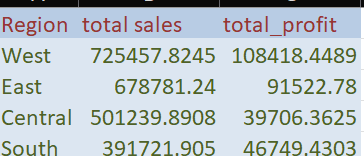 Region total sales total_profit
West 725457.8245 108418.4489
East 678781.24 91522.78
Central 501239.8908 39706.3625
South 391721.905 46749.4303